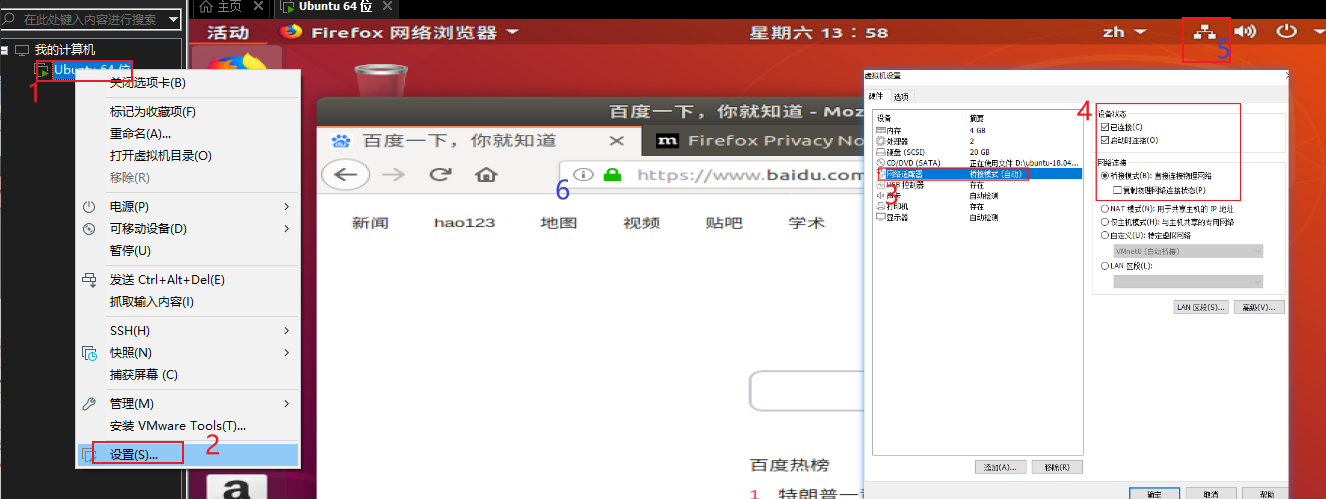 主页
Ubuntu 64 位
在此处键入内容进行搜索
我的计算机
1
Ubuntu 64 位
关闭选项卡(B)
标记为收藏项(F)
重命名(A)...
打开虚拟机目录(O)
移除(R)
电源(P)
可移动设备(D)
暂停(U)
发送 Ctrl+Alt+Del(E)
抓取输入内容(I)
SSH(H)
快照(N)
捕获屏幕 (C)
管理(M)
安装 VMware Tools(T)...
设置(S)...
2
活动
Firefox 网络浏览器
星期六 13：58
zh
5
百度一下，你就知道 - Moz
百度一下，你就知道
m Firefox Privacy No
https://www.baidu.com
6
新闻 hao123 地图 视频 贴吧 学术
百度热榜
1 特朗普一
a
虚拟机设置
硬件 选项
设备 摘要
内存 4 GB
处理器 2
硬盘 (SCSI) 20 GB
CD/DVD (SATA) 正在使用文件 D:\ubuntu-18.04...
网络适配器 桥接模式 (自动)
USB 控制器 存在
声卡 自动检测
打印机 存在
显示器 自动检测
3
添加(A)... 移除(R)
4
设备状态
已连接(C)
启动时连接(O)
网络连接
桥接模式(B): 直接连接物理网络
复制物理网络连接状态(P)
NAT 模式(N): 用于共享主机的 IP 地址
仅主机模式(H): 与主机共享的专用网络
自定义(U): 特定虚拟网络
VMnet0 (自动桥接)
LAN 区段(L):
LAN 区段(S)... 高级(V)...
确定 取消 帮助